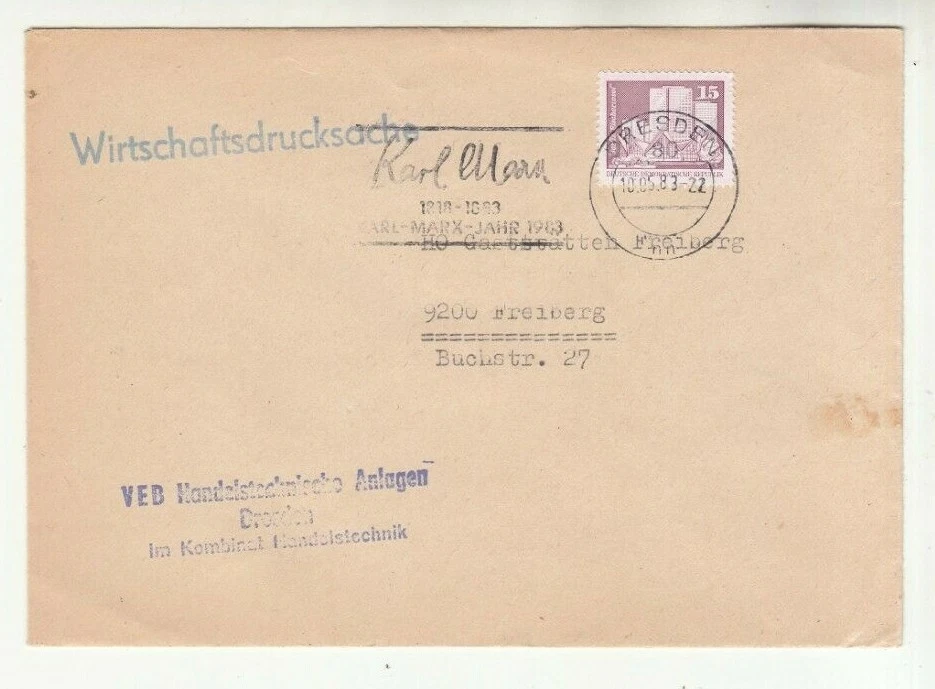 Wirtschaftsdrucksache
Karl Marx
1818-1883
KARL-MARX-JAHR 1983
15
DEUTSCHE DEMOKRATISCHE REPUBLIK
DRESDEN
80
10.05.83-22
HO Gaststätten Freiberg
9200 Freiberg
Buchstr. 27
VEB Handelstechnische Anlagen
Dresden
im Kombinat Handelstechnik